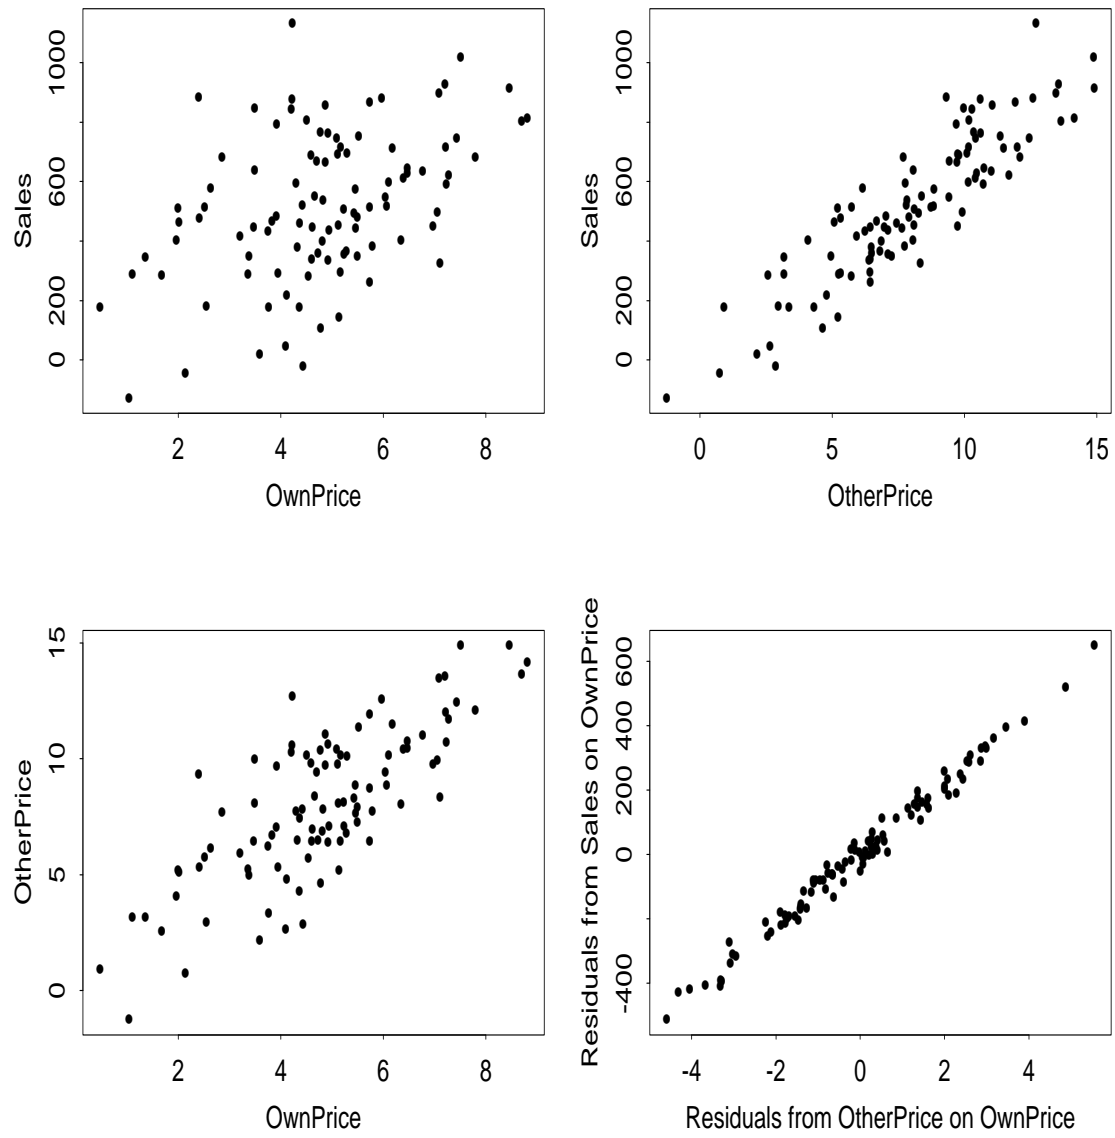 Sales
0 200 600 1000
2 4 6 8
OwnPrice
Sales
0 200 600 1000
0 5 10 15
OtherPrice
OtherPrice
0 5 10 15
2 4 6 8
OwnPrice
Residuals from Sales on OwnPrice
-400 0 200 400 600
-4 -2 0 2 4
Residuals from OtherPrice on OwnPrice